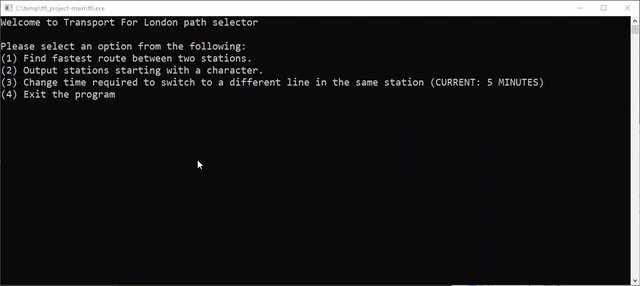 C:\temp\tfl_project-main\tfl.exe
Welcome to Transport For London path selector
Please select an option from the following:
(1) Find fastest route between two stations.
(2) Output stations starting with a character.
(3) Change time required to switch to a different line in the same station (CURRENT: 5 MINUTES)
(4) Exit the program